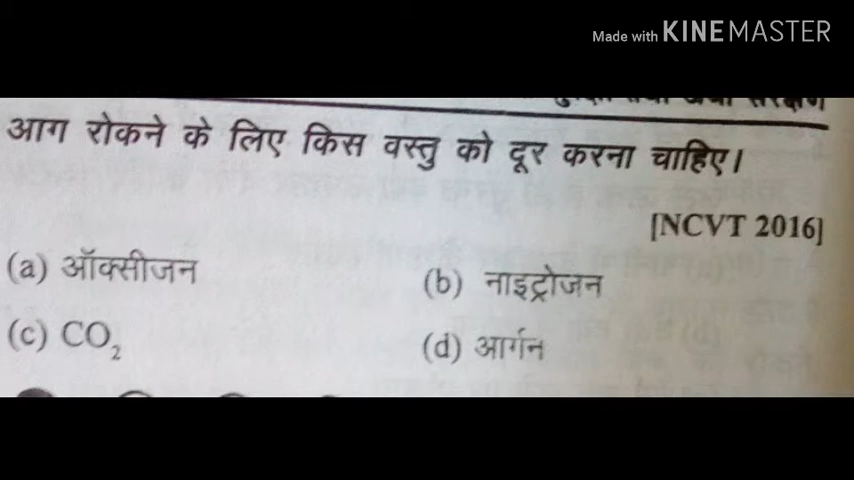 Made with KINEMASTER
आग रोकने के लिए किस वस्तु को दूर करना चाहिए।
[NCVT 2016]
(a) ऑक्सीजन (b) नाइट्रोजन
(c) CO₂ (d) आर्गन